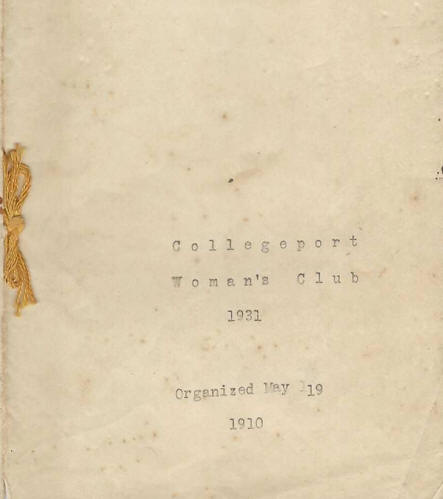 Collegeport
Woman's Club
1931
Organized May 19
1910